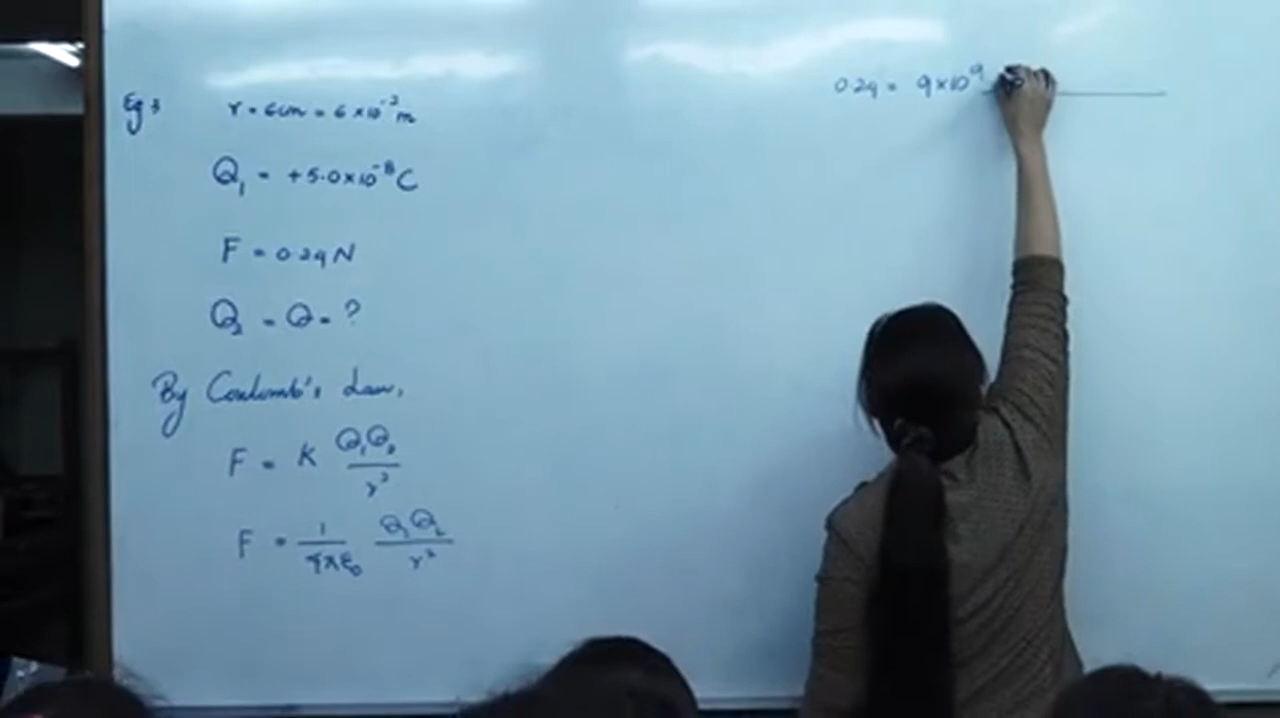 Eg 3 r = 6cm = 6 × 10⁻² m
Q₁ = +5.0×10⁻⁸ C
F = 0.24 N
Q₂ = Q = ?
By Coulomb's Law,
F = K Q₁Q₂ / r²
F = 1 / 4πε₀ Q₁Q₂ / r²
0.24 = 9×10⁹